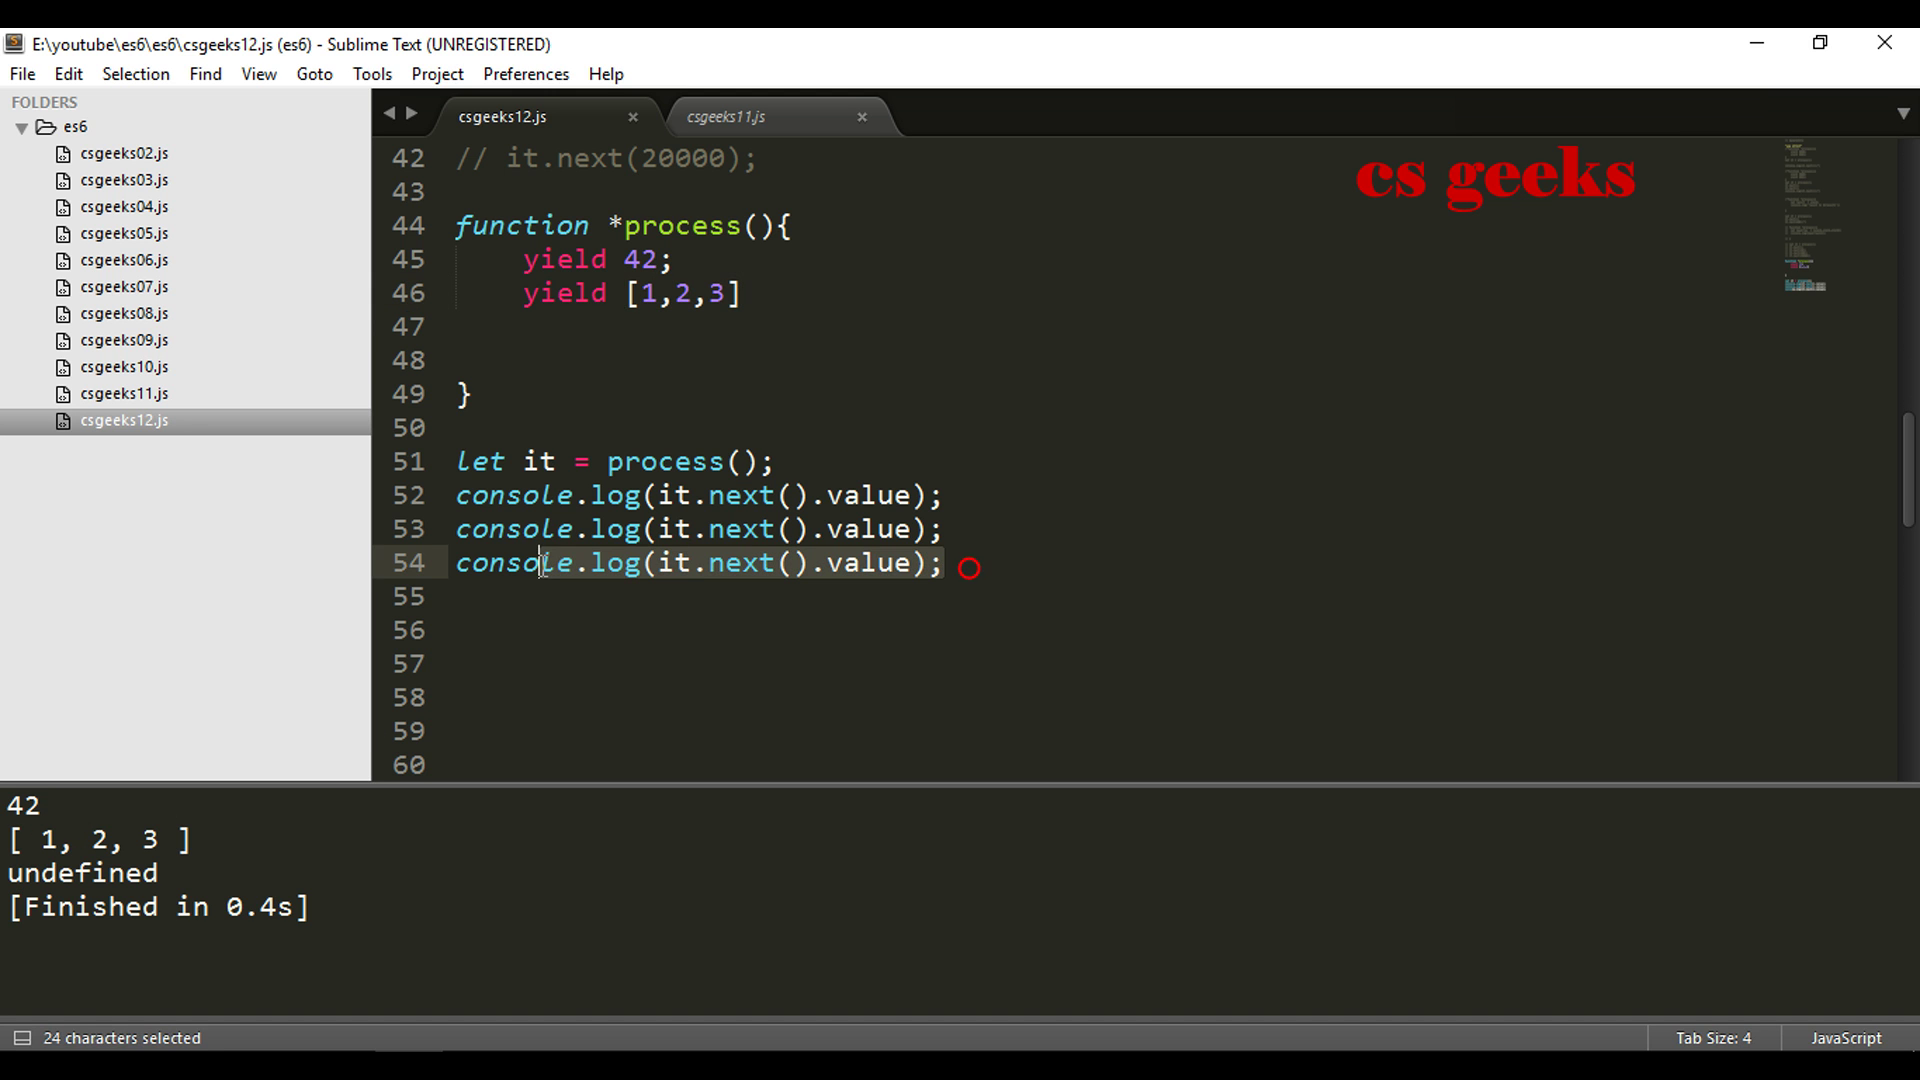 E:\youtube\es6\es6\csgeeks12.js (es6) - Sublime Text (UNREGISTERED)
File Edit Selection Find View Goto Tools Project Preferences Help
FOLDERS
es6
csgeeks02.js
csgeeks03.js
csgeeks04.js
csgeeks05.js
csgeeks06.js
csgeeks07.js
csgeeks08.js
csgeeks09.js
csgeeks10.js
csgeeks11.js
csgeeks12.js
csgeeks12.js × csgeeks11.js ×
cs geeks
42 // it.next(20000);
43
44 function *process(){
45 yield 42;
46 yield [1,2,3]
47
48
49 }
50
51 let it = process();
52 console.log(it.next().value);
53 console.log(it.next().value);
54 console.log(it.next().value);
55
56
57
58
59
60
42
[ 1, 2, 3 ]
undefined
[Finished in 0.4s]
24 characters selected
Tab Size: 4 JavaScript